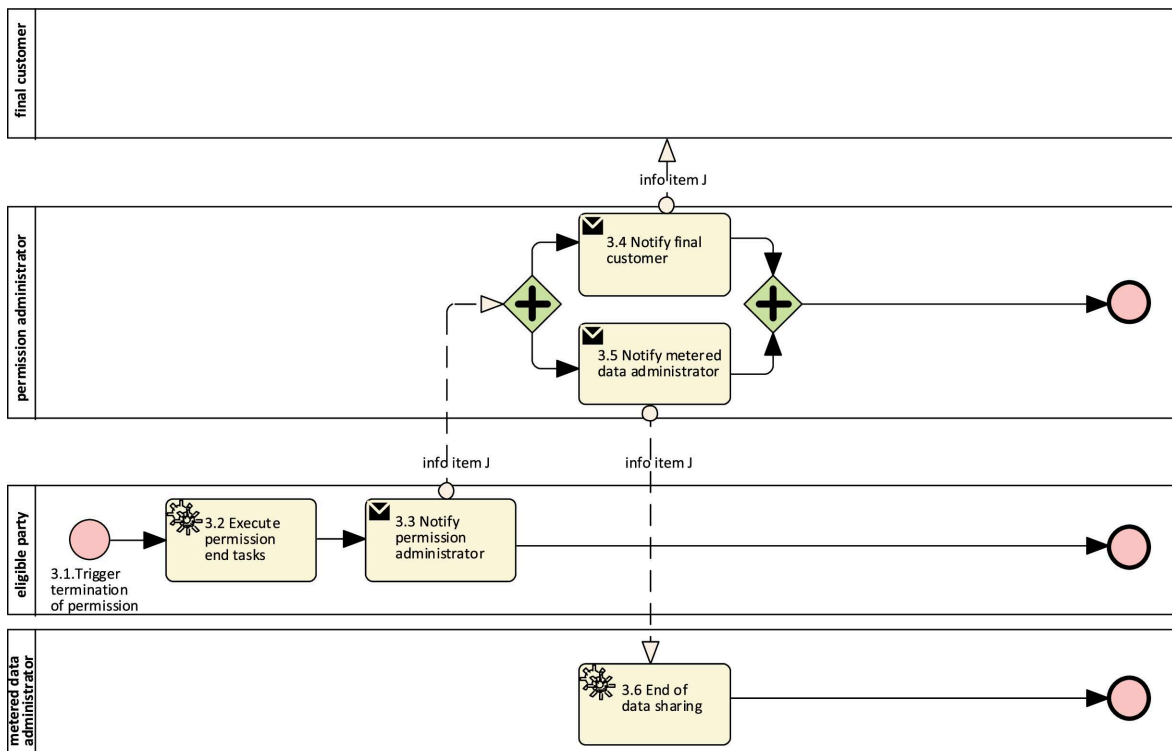 final customer
info item J
permission administrator
3.4 Notify final
customer
3.5 Notify metered
data administrator
info item J
info item J
eligible party
3.1.Trigger
termination
of permission
3.2 Execute
permission
end tasks
3.3 Notify
permission
administrator
metered data
administrator
3.6 End of
data sharing